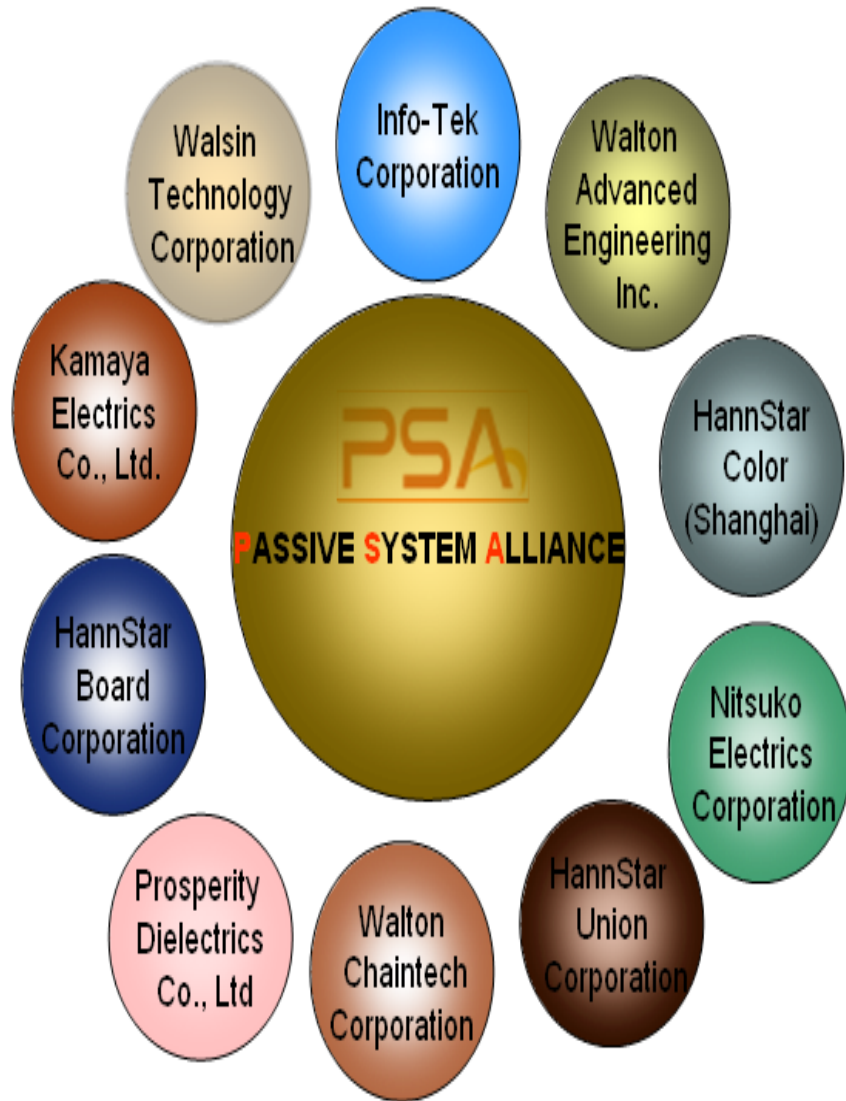 Info-Tek
Corporation
Walsin
Technology
Corporation
Walton
Advanced
Engineering
Inc.
Kamaya
Electrics
Co., Ltd.
PSA
PASSIVE SYSTEM ALLIANCE
HannStar
Color
(Shanghai)
HannStar
Board
Corporation
Nitsuko
Electrics
Corporation
Prosperity
Dielectrics
Co., Ltd
Walton
Chaintech
Corporation
HannStar
Union
Corporation